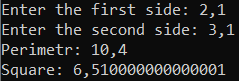 Enter the first side: 2,1
Enter the second side: 3,1
Perimetr: 10,4
Square: 6,510000000000001